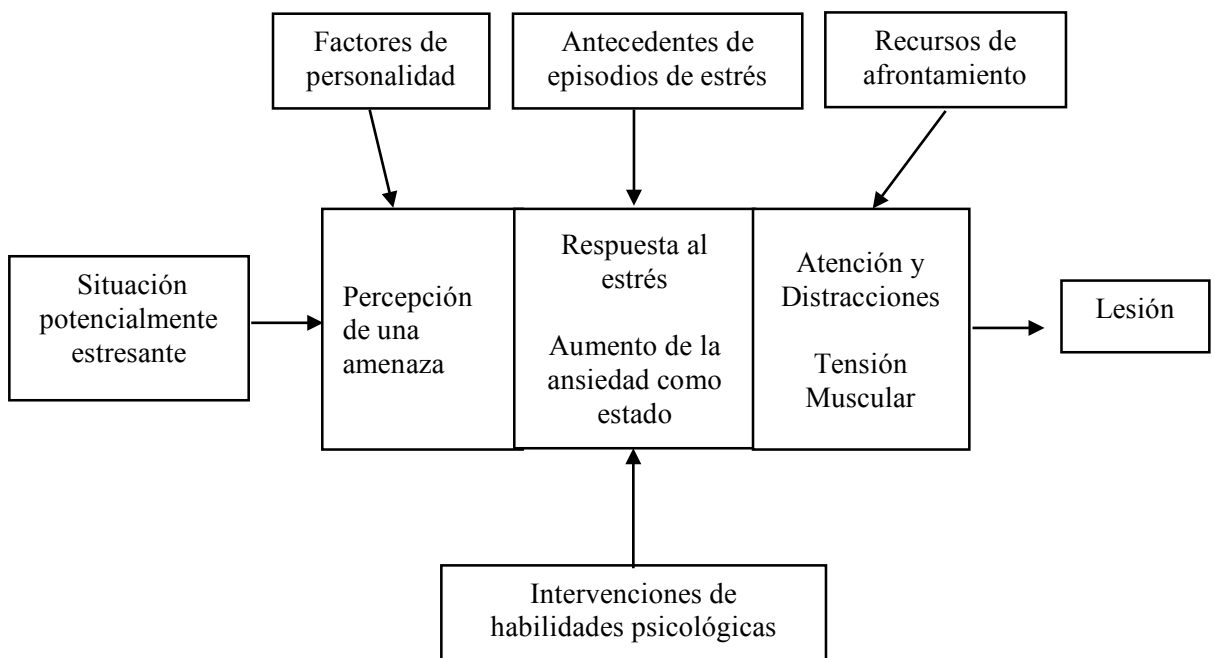 Factores de
personalidad
Antecedentes de
episodios de estrés
Recursos de
afrontamiento
Situación
potencialmente
estresante
Percepción
de una
amenaza
Respuesta al
estrés
Aumento de la
ansiedad como
estado
Atención y
Distracciones
Tensión
Muscular
Lesión
Intervenciones de
habilidades psicológicas